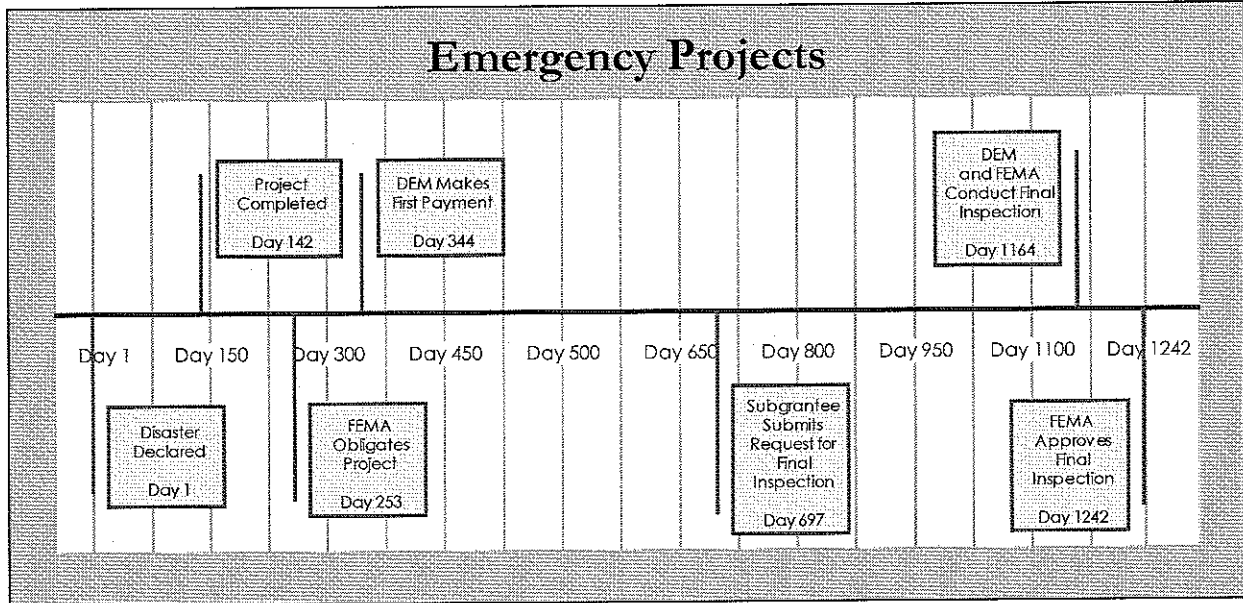 Emergency Projects
Project
Completed
Day 142
DEM Makes
First Payment
Day 344
DEM
and FEMA
Conduct Final
Inspection
Day 1164
Day 1
Day 150
Day 300
Day 450
Day 500
Day 650
Day 800
Day 950
Day 1100
Day 1242
Disaster
Declared
Day 1
FEMA
Obligates
Project
Day 253
Subgrantee
Submits
Request for
Final
Inspection
Day 697
FEMA
Approves
Final
Inspection
Day 1242